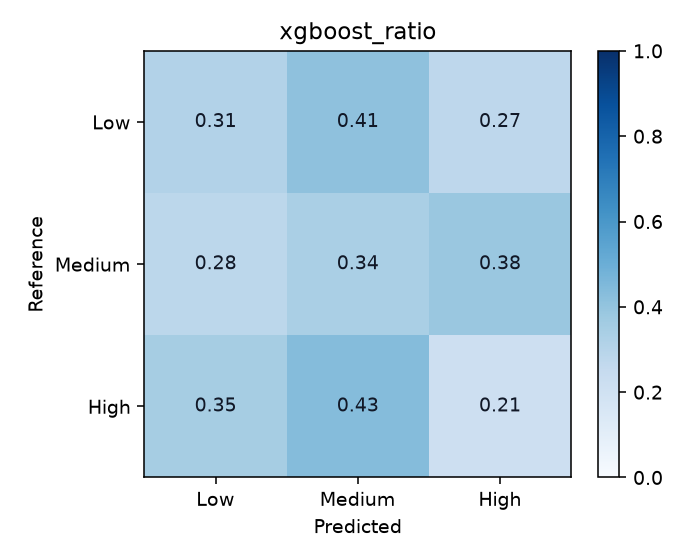 xgboost_ratio
1.0
Low 0.31 0.41 0.27
0.8
0.6
Reference
Medium 0.28 0.34 0.38
0.4
High 0.35 0.43 0.21
0.2
0.0
Low Medium High
Predicted